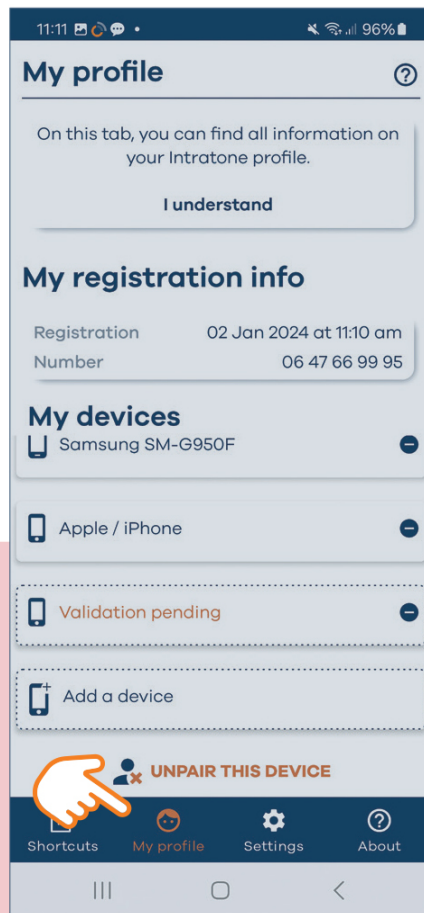 11:11 96%
My profile
On this tab, you can find all information on
your Intratone profile.
I understand
My registration info
Registration 02 Jan 2024 at 11:10 am
Number 06 47 66 99 95
My devices
Samsung SM-G950F
Apple / iPhone
Validation pending
Add a device
UNPAIR THIS DEVICE
Shortcuts My profile Settings About